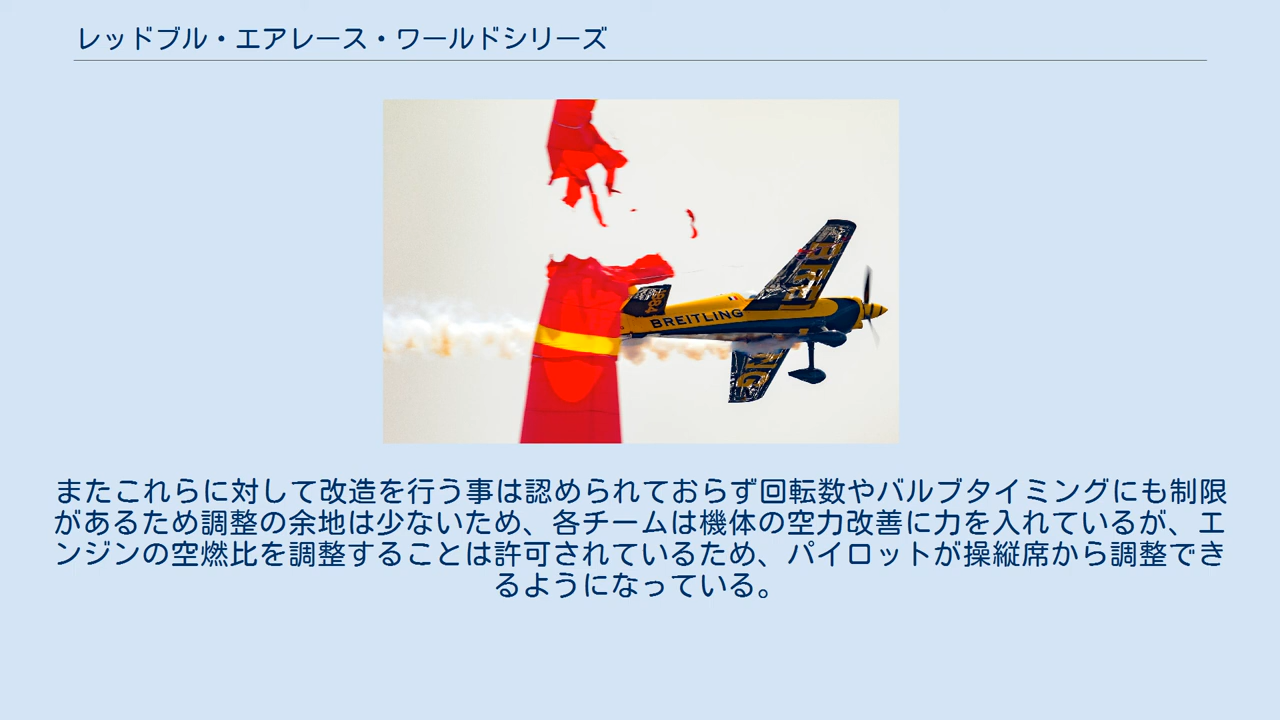 レッドブル・エアレース・ワールドシリーズ
BREITLING
またこれらに対して改造を行う事は認められておらず回転数やバルブタイミングにも制限
があるため調整の余地は少ないため、各チームは機体の空力改善に力を入れているが、エ
ンジンの空燃比を調整することは許可されているため、パイロットが操縦席から調整でき
るようになっている。